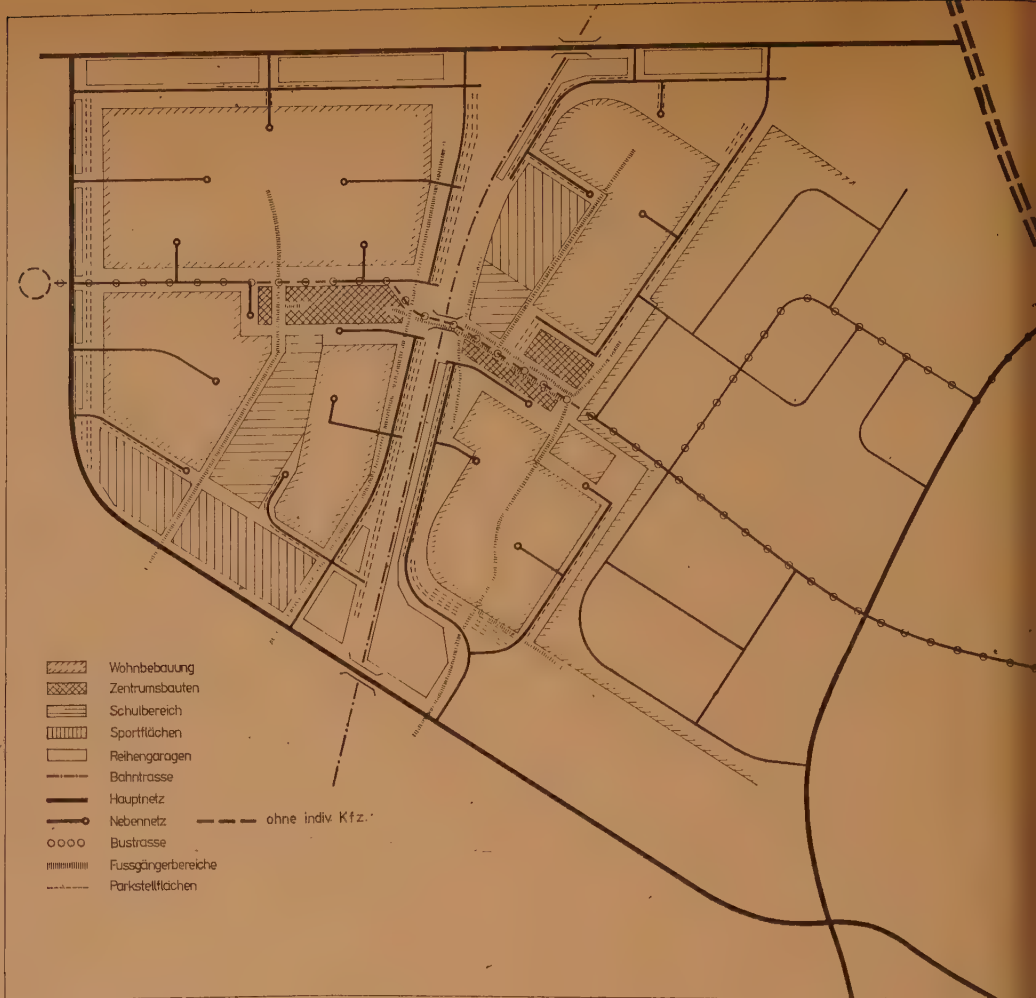 Wohnbebauung
Zentrumsbauten
Schulbereich
Sportflächen
Reihengaragen
Bahntrasse
Hauptnetz
Nebennetz ohne indiv. Kfz.
Bustrasse
Fussgängerbereiche
Parkstellflächen